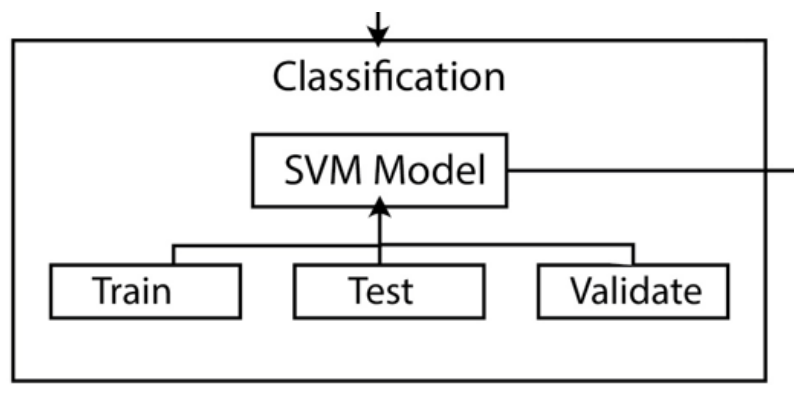 Classification
SVM Model
Train
Test
Validate